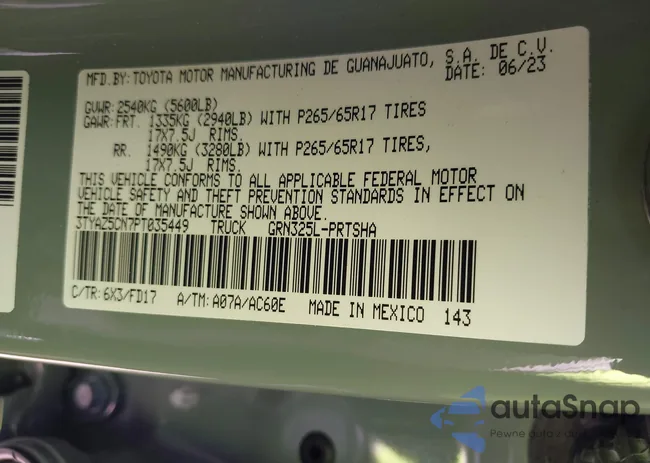 MFD.BY: TOYOTA MOTOR MANUFACTURING DE GUANAJUATO, S.A. DE C.V.
DATE: 06/23
GVWR: 2540KG (5600LB)
GAWR: FRT. 1335KG (2940LB) WITH P265/65R17 TIRES
17X7.5J RIMS.
RR. 1490KG (3280LB) WITH P265/65R17 TIRES,
17X7.5J RIMS.
THIS VEHICLE CONFORMS TO ALL APPLICABLE FEDERAL MOTOR
VEHICLE SAFETY AND THEFT PREVENTION STANDARDS IN EFFECT ON
THE DATE OF MANUFACTURE SHOWN ABOVE.
3TYAZ5CN7PT035449 TRUCK GRN325L-PRTSHA
C/TR: 6X3/FD17 A/TM: A07A/AC60E MADE IN MEXICO 143
autoSnap
Pewne auta u